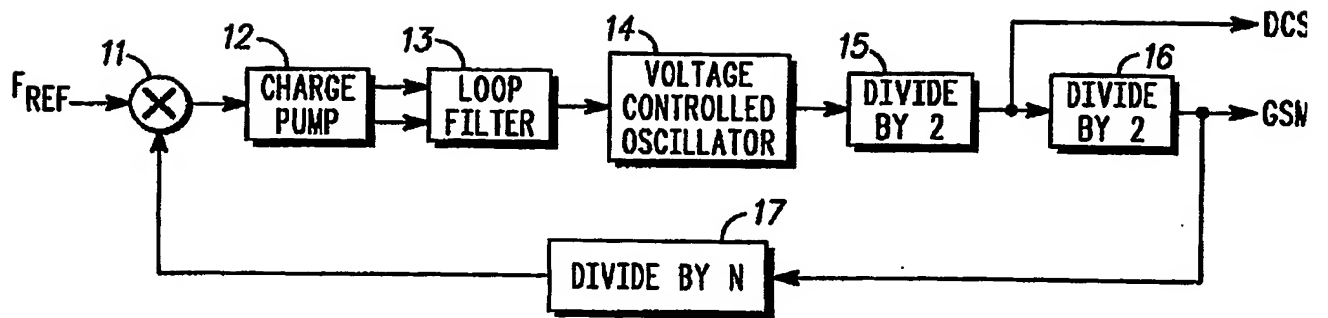 11
12
13
14
15
16
DCS
FREF
CHARGE
PUMP
LOOP
FILTER
VOLTAGE
CONTROLLED
OSCILLATOR
DIVIDE
BY 2
DIVIDE
BY 2
GSM
17
DIVIDE BY N